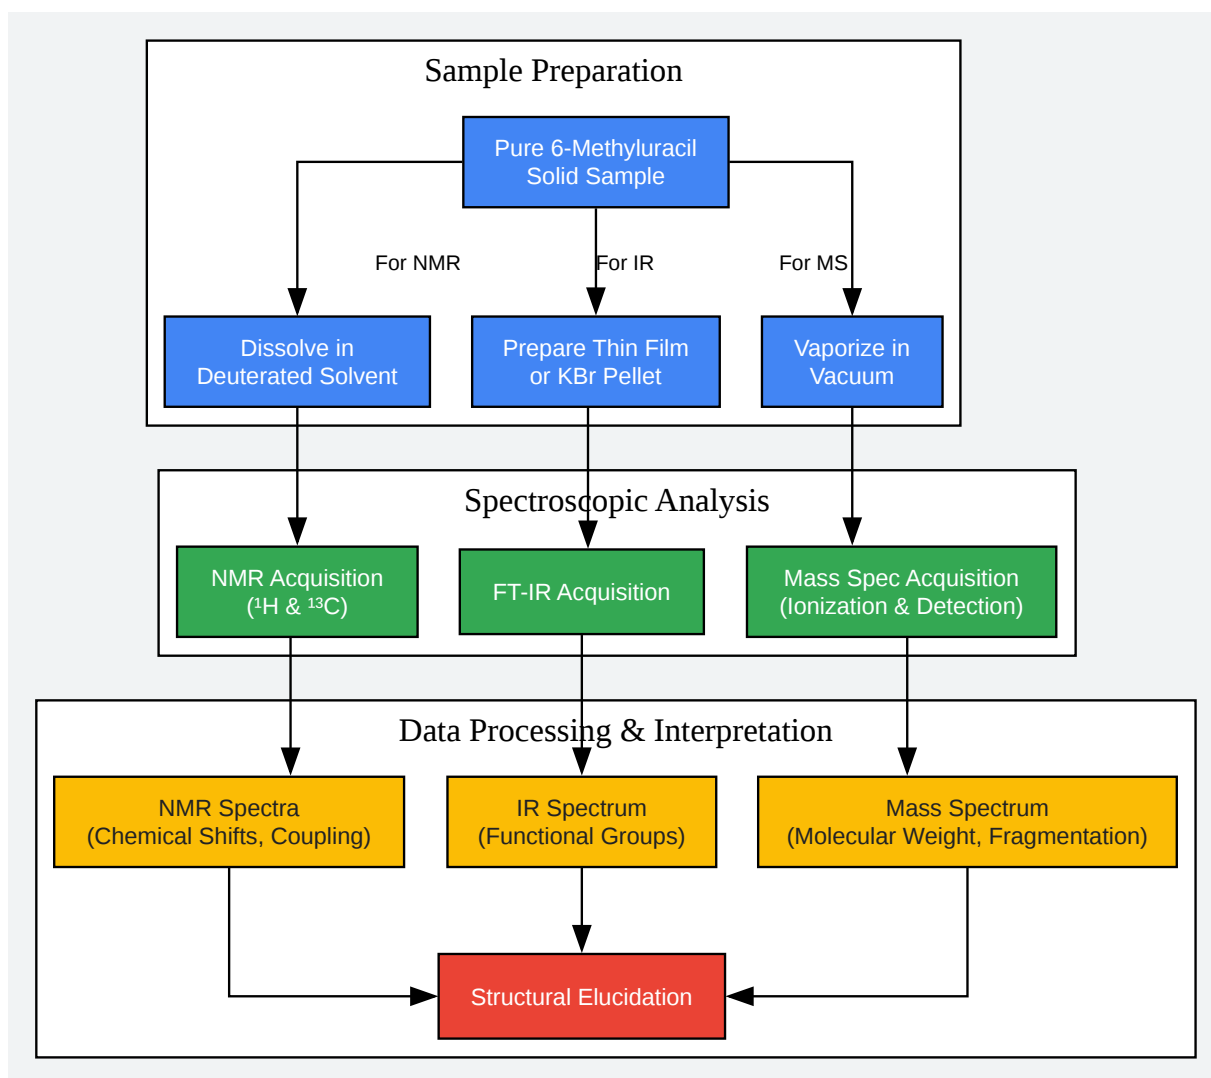 Sample Preparation
Pure 6-Methyluracil
Solid Sample
For NMR
For IR
For MS
Dissolve in
Deuterated Solvent
Prepare Thin Film
or KBr Pellet
Vaporize in
Vacuum
Spectroscopic Analysis
NMR Acquisition
(¹H & ¹³C)
FT-IR Acquisition
Mass Spec Acquisition
(Ionization & Detection)
Data Processing & Interpretation
NMR Spectra
(Chemical Shifts, Coupling)
IR Spectrum
(Functional Groups)
Mass Spectrum
(Molecular Weight, Fragmentation)
Structural Elucidation